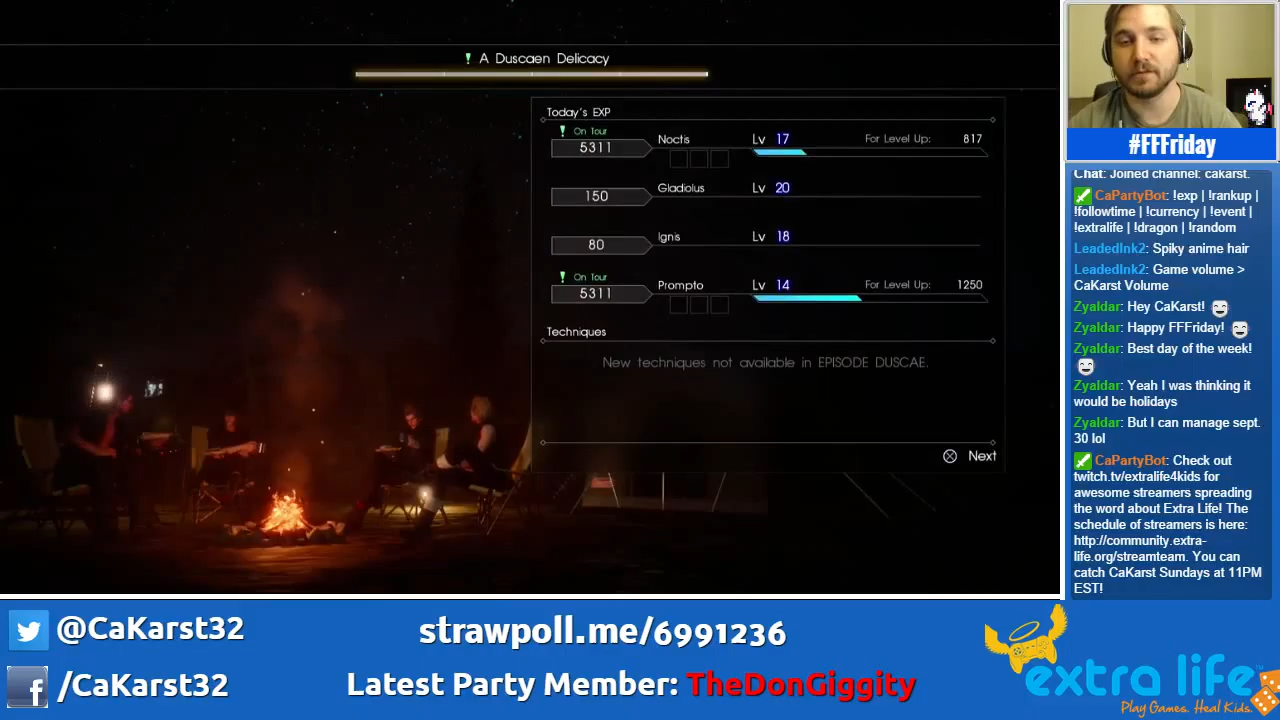 ! A Duscaen Delicacy
Today's EXP
! On Tour
5311
Noctis
Lv 17
For Level Up: 817
150
Gladiolus
Lv 20
80
Ignis
Lv 18
! On Tour
5311
Prompto
Lv 14
For Level Up: 1250
Techniques
New techniques not available in EPISODE DUSCAE.
Next
#FFFriday
Chat: Joined channel: cakarst.
CaPartyBot: !exp | !rankup |
!followtime | !currency | !event |
!extralife | !dragon | !random
LeadedInk2: Spiky anime hair
LeadedInk2: Game volume >
CaKarst Volume
Zyaldar: Hey CaKarst!
Zyaldar: Happy FFFriday!
Zyaldar: Best day of the week!
Zyaldar: Yeah I was thinking it
would be holidays
Zyaldar: But I can manage sept.
30 lol
CaPartyBot: Check out
twitch.tv/extralife4kids for
awesome streamers spreading
the word about Extra Life! The
schedule of streamers is here:
http://community.extra-
life.org/streamteam. You can
catch CaKarst Sundays at 11PM
EST!
@CaKarst32
strawpoll.me/6991236
f /CaKarst32
Latest Party Member: TheDonGiggity
extra life
Play Games. Heal Kids.